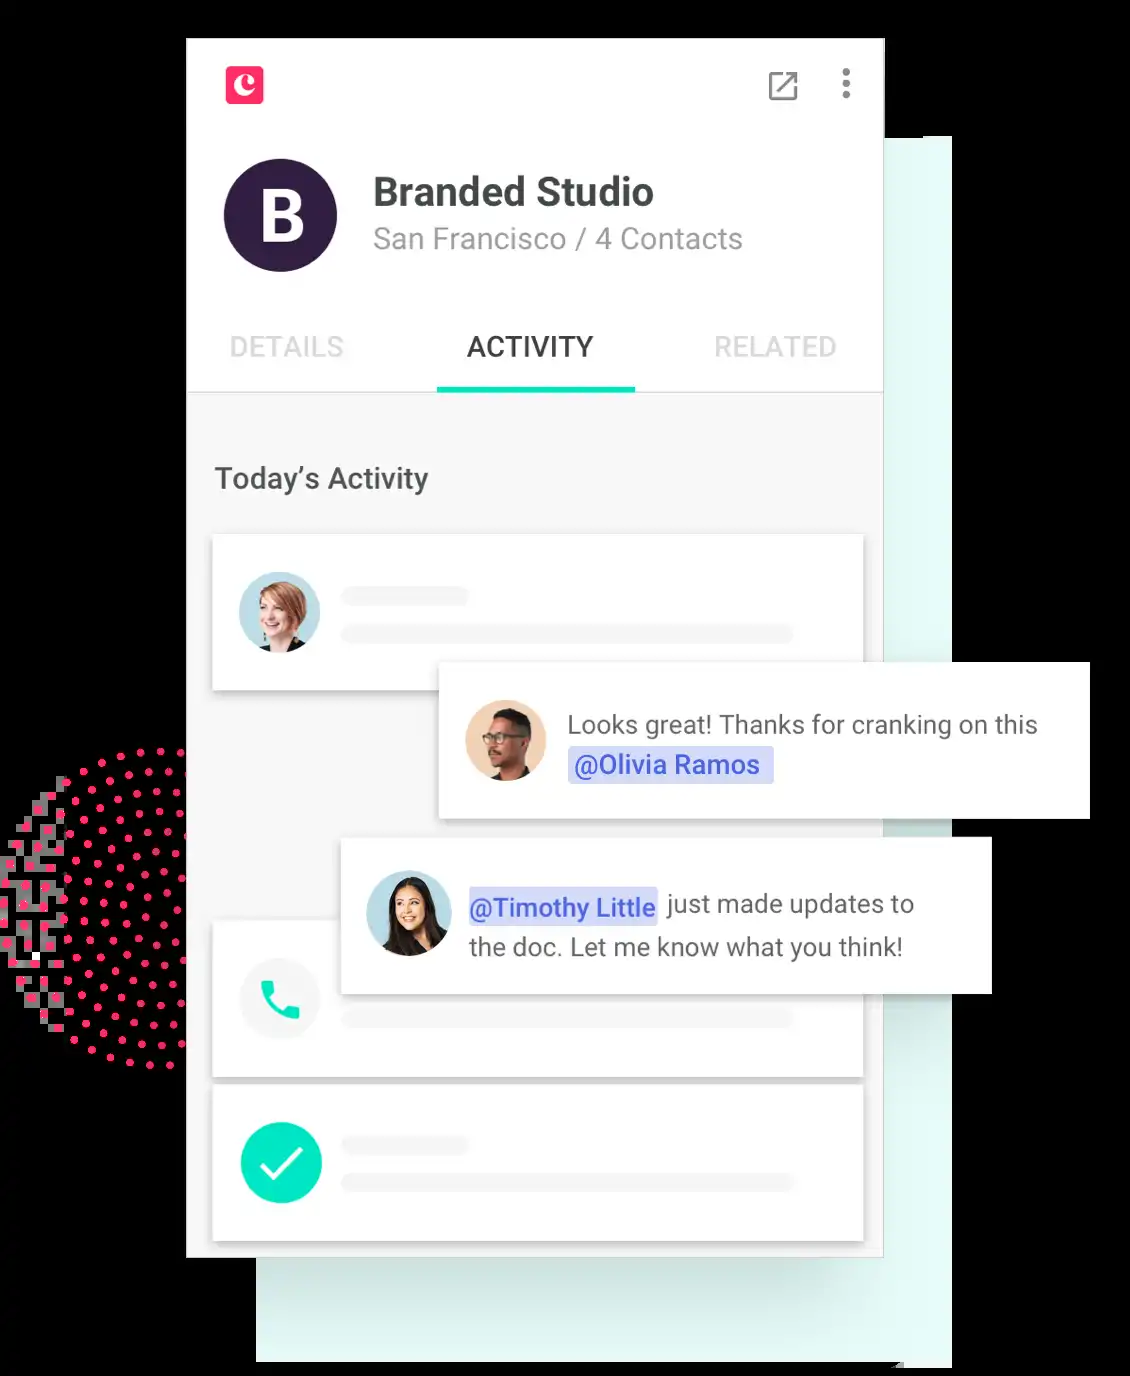 B
Branded Studio
San Francisco / 4 Contacts
DETAILS
ACTIVITY
RELATED
Today’s Activity
Looks great! Thanks for cranking on this
@Olivia Ramos
@Timothy Little just made updates to
the doc. Let me know what you think!